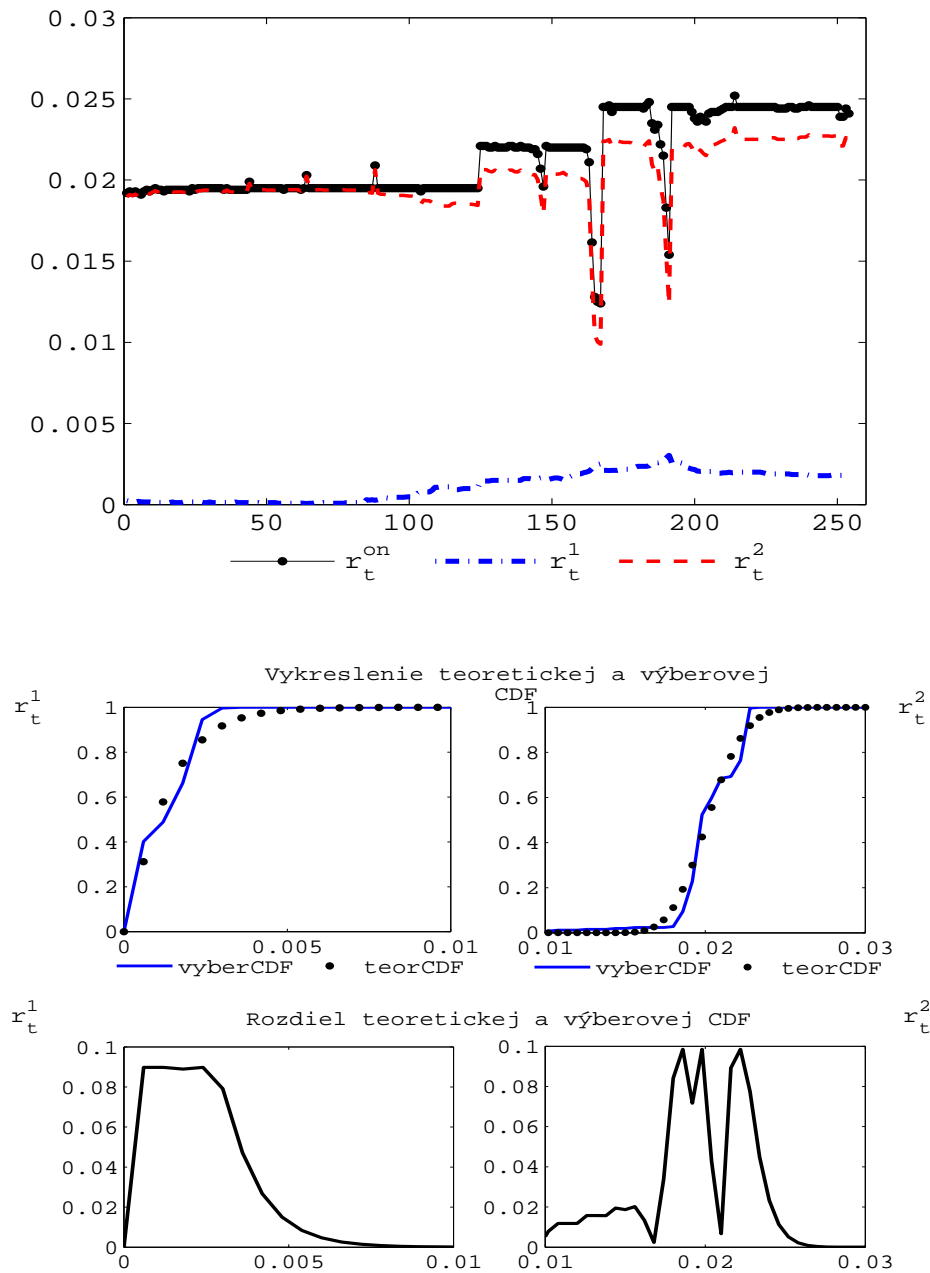 0.03
0.025
0.02
0.015
0.01
0.005
0
0 50 100 150 200 250
r_t^on r_t^1 r_t^2
Vykreslenie teoretickej a výberovej
CDF
r_t^1
1
0.8
0.6
0.4
0.2
0
0 0.005 0.01
vyberCDF teorCDF
r_t^2
1
0.8
0.6
0.4
0.2
0
0.01 0.02 0.03
vyberCDF teorCDF
Rozdiel teoretickej a výberovej CDF
r_t^1
0.1
0.08
0.06
0.04
0.02
0
0 0.005 0.01
r_t^2
0.1
0.08
0.06
0.04
0.02
0
0.01 0.02 0.03